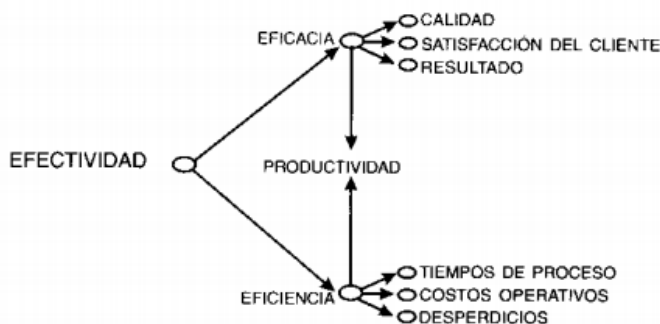 CALIDAD
EFICACIA
SATISFACCIÓN DEL CLIENTE
RESULTADO
EFECTIVIDAD
PRODUCTIVIDAD
TIEMPOS DE PROCESO
EFICIENCIA
COSTOS OPERATIVOS
DESPERDICIOS